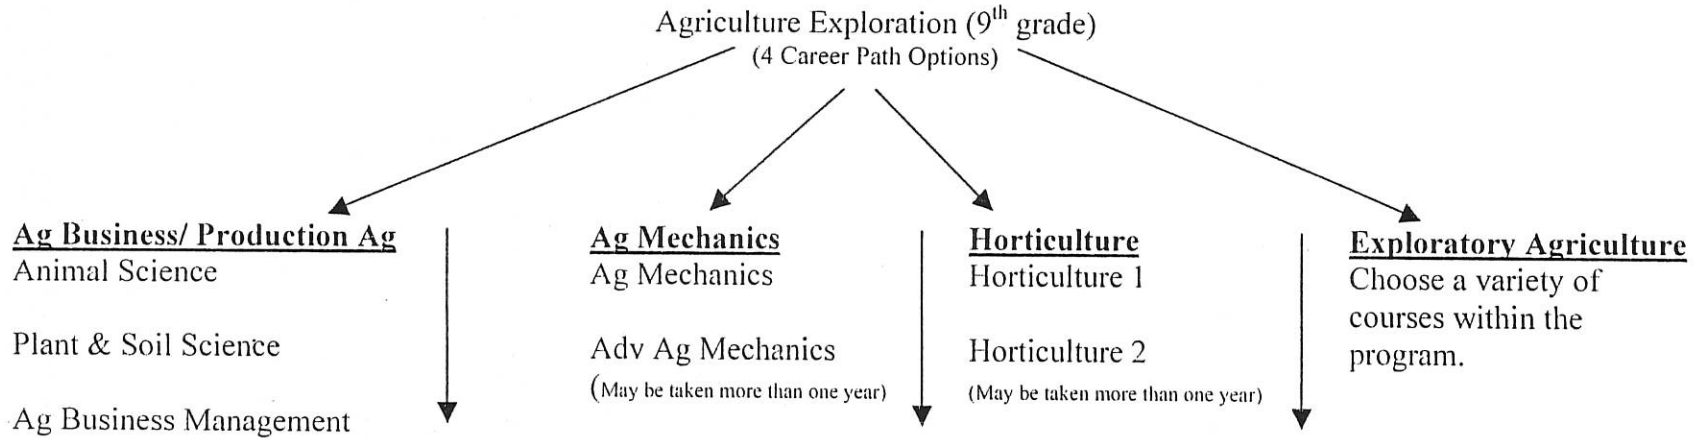 Agriculture Exploration (9th grade)
(4 Career Path Options)
Ag Business/ Production Ag
Animal Science
Plant & Soil Science
Ag Business Management
Ag Mechanics
Ag Mechanics
Adv Ag Mechanics
(May be taken more than one year)
Horticulture
Horticulture 1
Horticulture 2
(May be taken more than one year)
Exploratory Agriculture
Choose a variety of
courses within the
program.